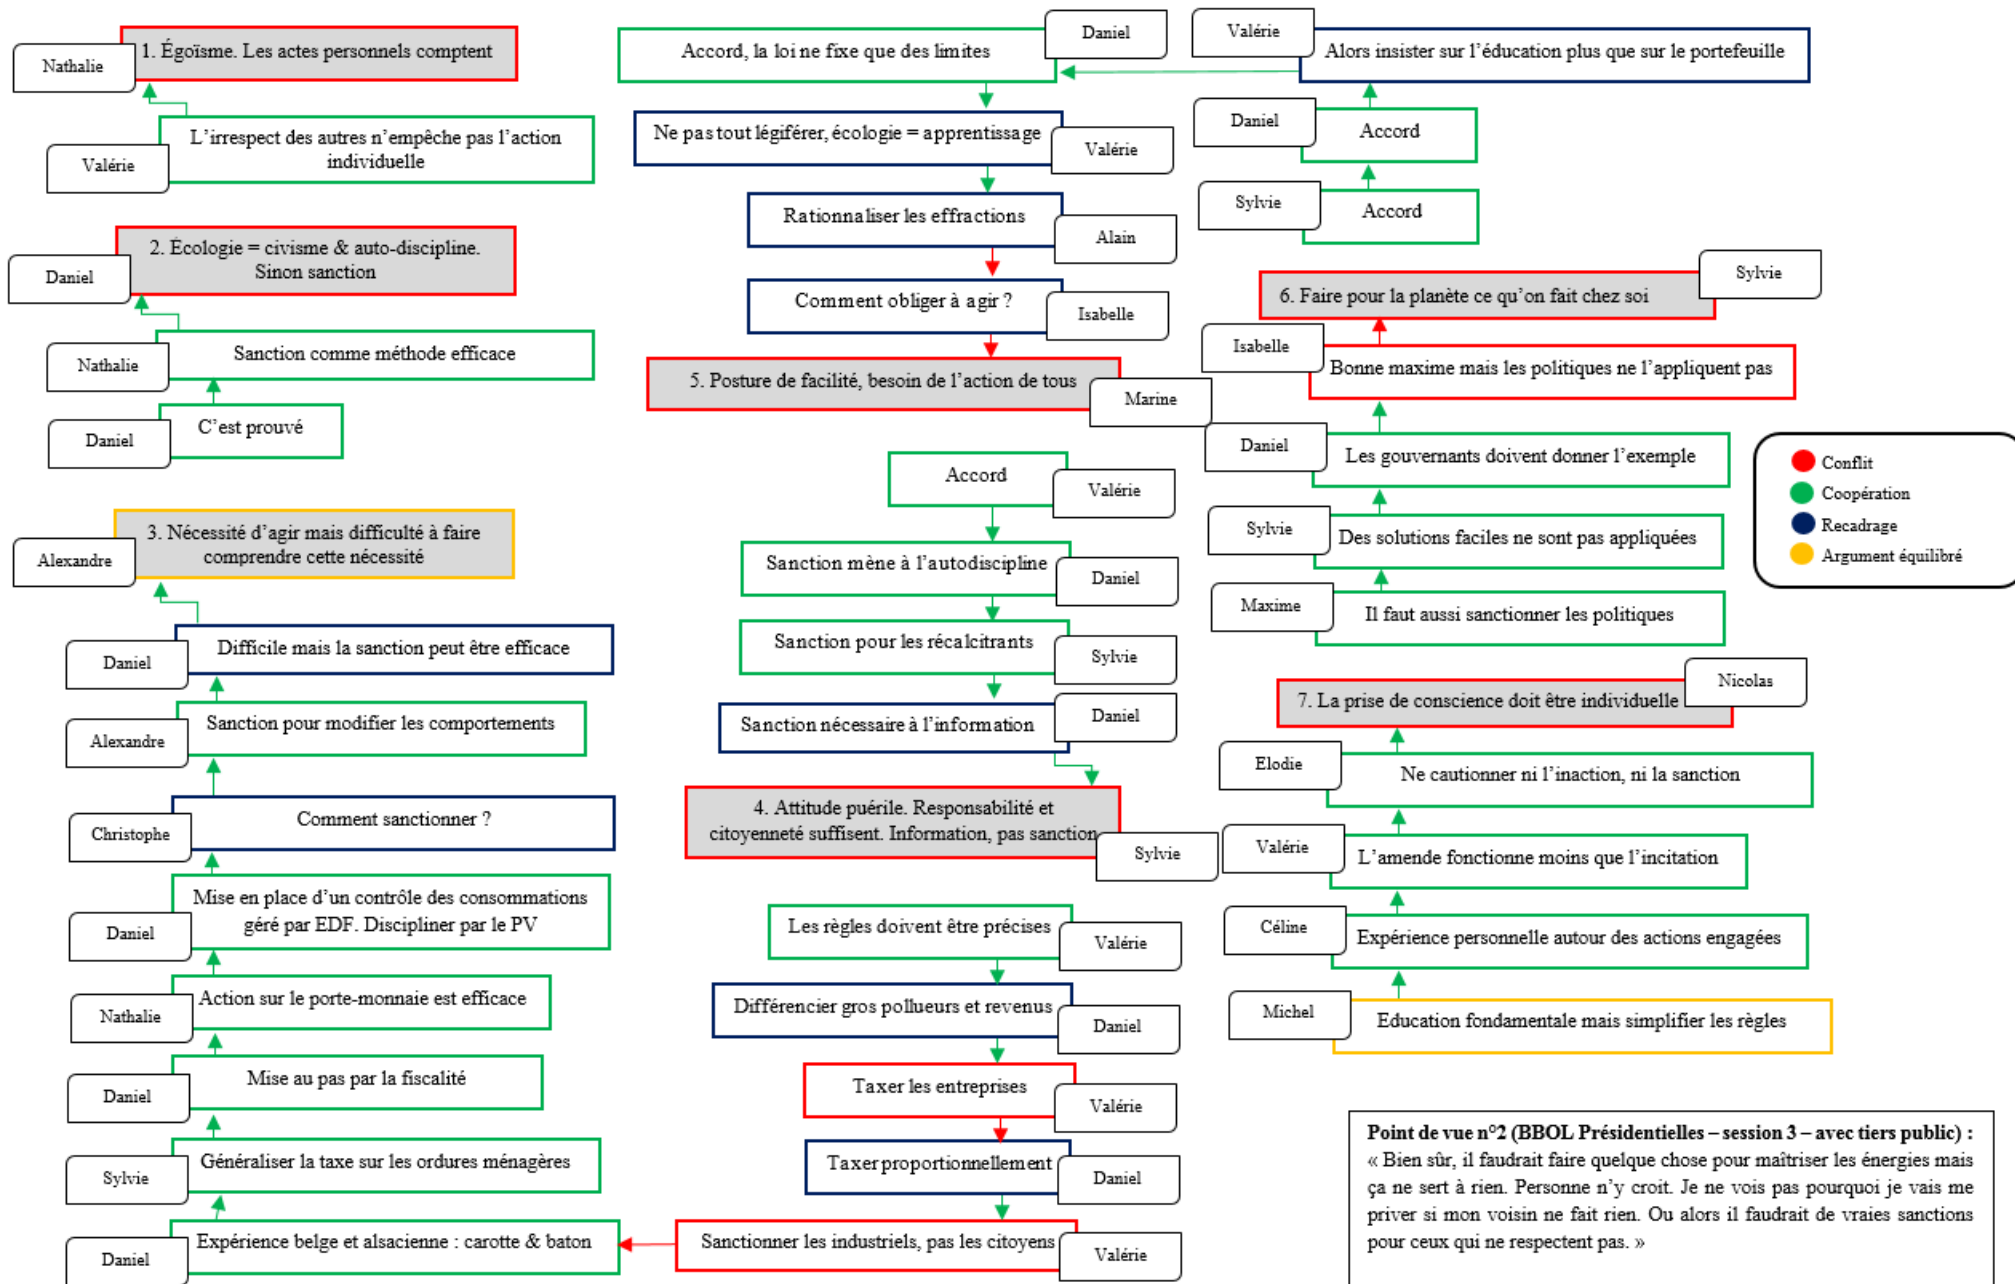 Nathalie
1. Égoïsme. Les actes personnels comptent
Valérie
L'irrespect des autres n'empêche pas l'action
individuelle
Daniel
2. Écologie = civisme & auto-discipline.
Sinon sanction
Nathalie
Sanction comme méthode efficace
Daniel
C'est prouvé
Alexandre
3. Nécessité d'agir mais difficulté à faire
comprendre cette nécessité
Daniel
Difficile mais la sanction peut être efficace
Alexandre
Sanction pour modifier les comportements
Christophe
Comment sanctionner ?
Daniel
Mise en place d'un contrôle des consommations
géré par EDF. Discipliner par le PV
Nathalie
Action sur le porte-monnaie est efficace
Daniel
Mise au pas par la fiscalité
Sylvie
Généraliser la taxe sur les ordures ménagères
Daniel
Expérience belge et alsacienne : carotte & baton
Accord, la loi ne fixe que des limites
Daniel
Ne pas tout légiférer, écologie = apprentissage
Valérie
Rationnaliser les effractions
Alain
Comment obliger à agir ?
Isabelle
5. Posture de facilité, besoin de l'action de tous
Marine
Accord
Valérie
Sanction mène à l'autodiscipline
Daniel
Sanction pour les récalcitrants
Sylvie
Sanction nécessaire à l'information
Daniel
4. Attitude puérile. Responsabilité et
citoyenneté suffisent. Information, pas sanction
Sylvie
Les règles doivent être précises
Valérie
Différencier gros pollueurs et revenus
Daniel
Taxer les entreprises
Valérie
Taxer proportionnellement
Daniel
Sanctionner les industriels, pas les citoyens
Valérie
Valérie
Alors insister sur l'éducation plus que sur le portefeuille
Daniel
Accord
Sylvie
Accord
Sylvie
6. Faire pour la planète ce qu'on fait chez soi
Isabelle
Bonne maxime mais les politiques ne l'appliquent pas
Daniel
Les gouvernants doivent donner l'exemple
Sylvie
Des solutions faciles ne sont pas appliquées
Maxime
Il faut aussi sanctionner les politiques
Nicolas
7. La prise de conscience doit être individuelle
Elodie
Ne cautionner ni l'inaction, ni la sanction
Valérie
L'amende fonctionne moins que l'incitation
Céline
Expérience personnelle autour des actions engagées
Michel
Education fondamentale mais simplifier les règles
Conflit
Coopération
Recadrage
Argument équilibré
Point de vue n°2 (BBOL Présidentielles – session 3 – avec tiers public) :
« Bien sûr, il faudrait faire quelque chose pour maîtriser les énergies mais
ça ne sert à rien. Personne n'y croit. Je ne vois pas pourquoi je vais me
priver si mon voisin ne fait rien. Ou alors il faudrait de vraies sanctions
pour ceux qui ne respectent pas. »